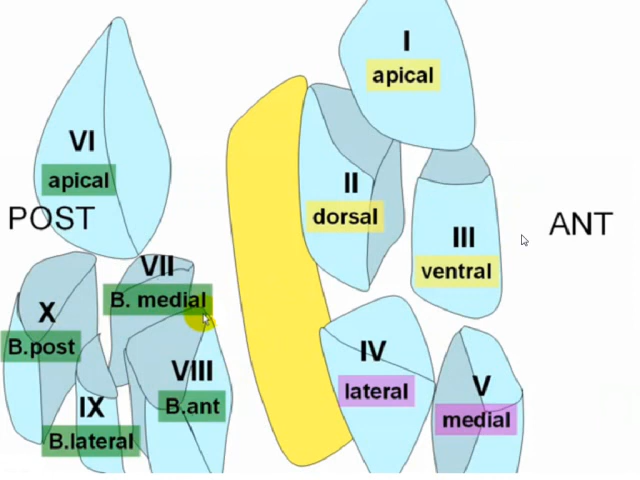 I
apical
VI
apical
II
dorsal
POST
ANT
III
ventral
VII
B. medial
X
B.post
IV
lateral
VIII
B.ant
V
medial
IX
B.lateral